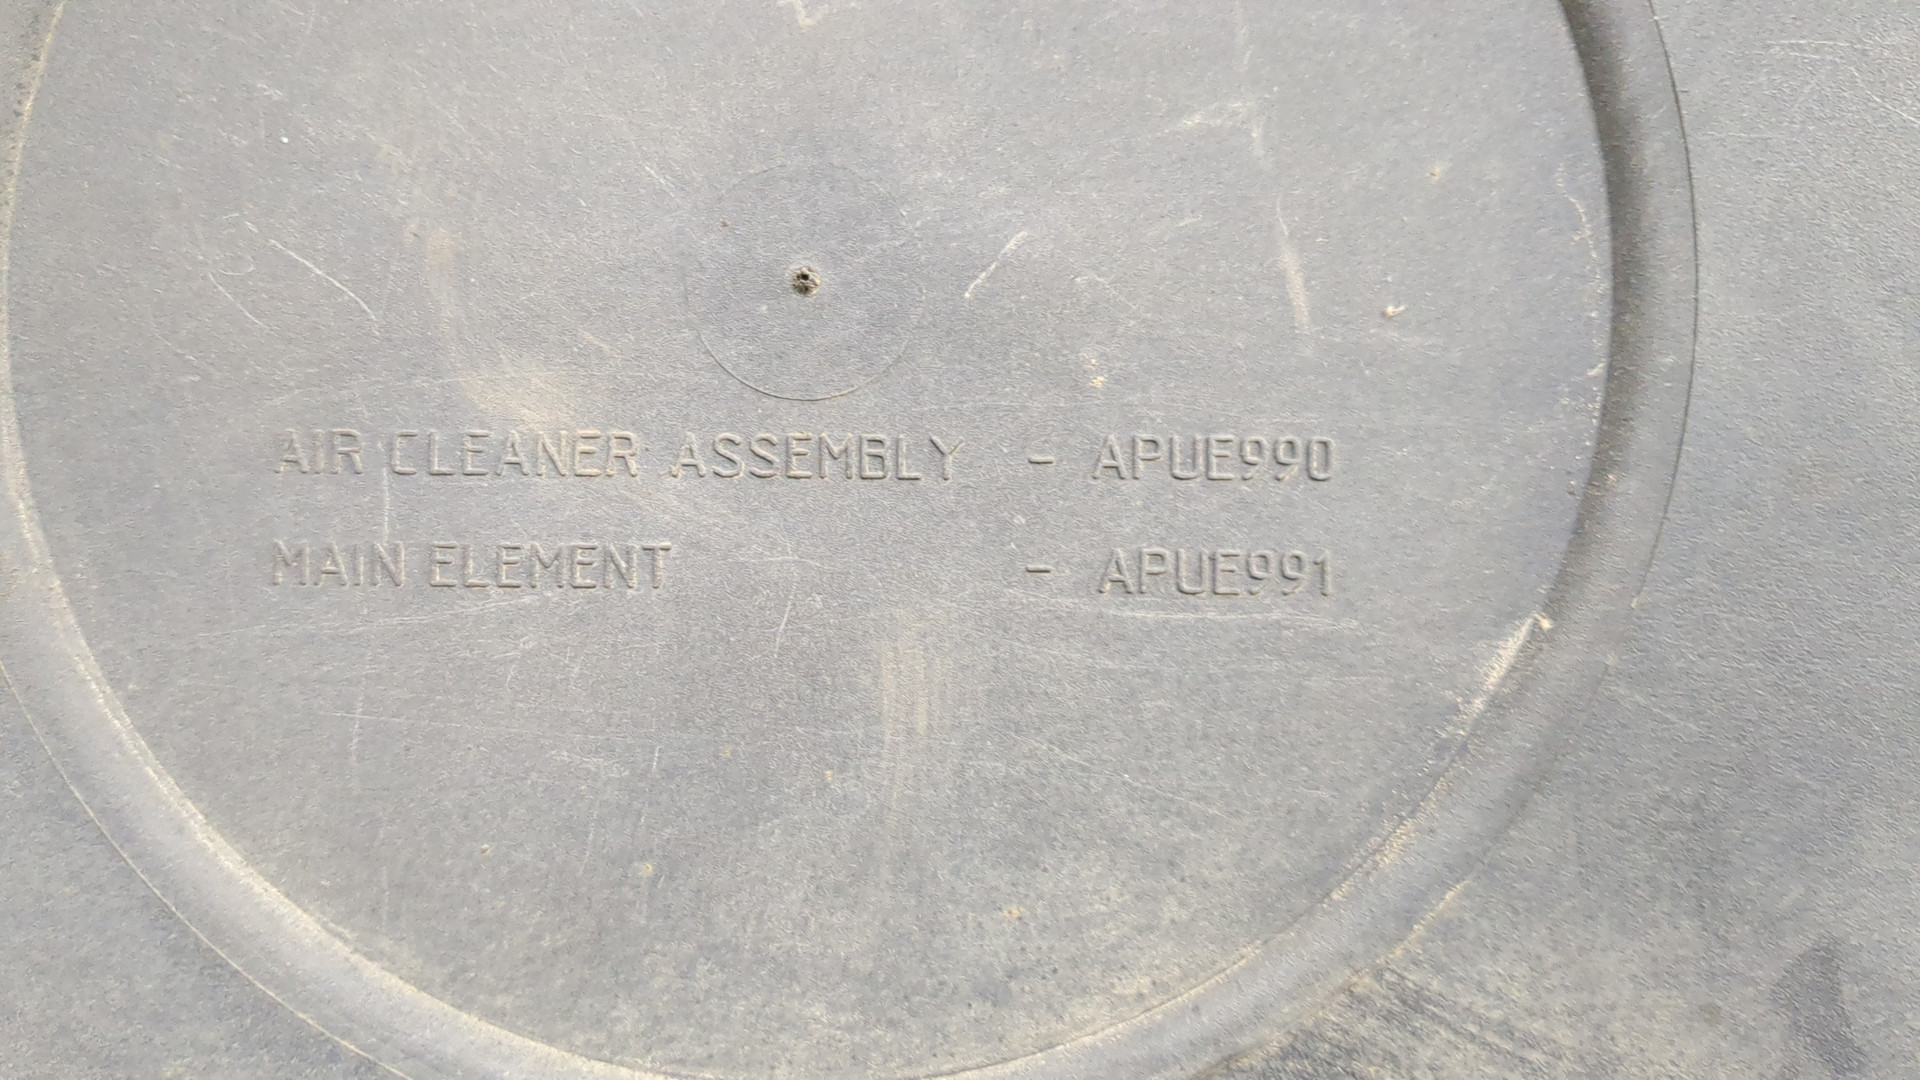 AIR CLEANER ASSEMBLY - APUE990
MAIN ELEMENT - APUE991